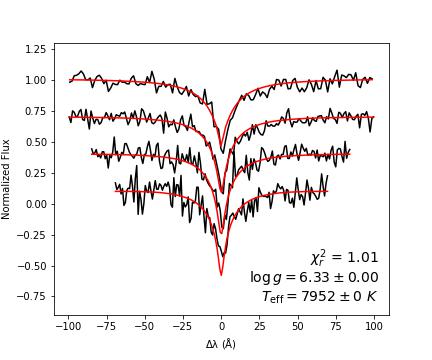 1.25
1.00
0.75
0.50
0.25
0.00
−0.25
−0.50
−0.75
Normalized Flux
χ²ᵣ = 1.01
log g = 6.33 ± 0.00
T_eff = 7952 ± 0 K
−100 −75 −50 −25 0 25 50 75 100
Δλ (Å)